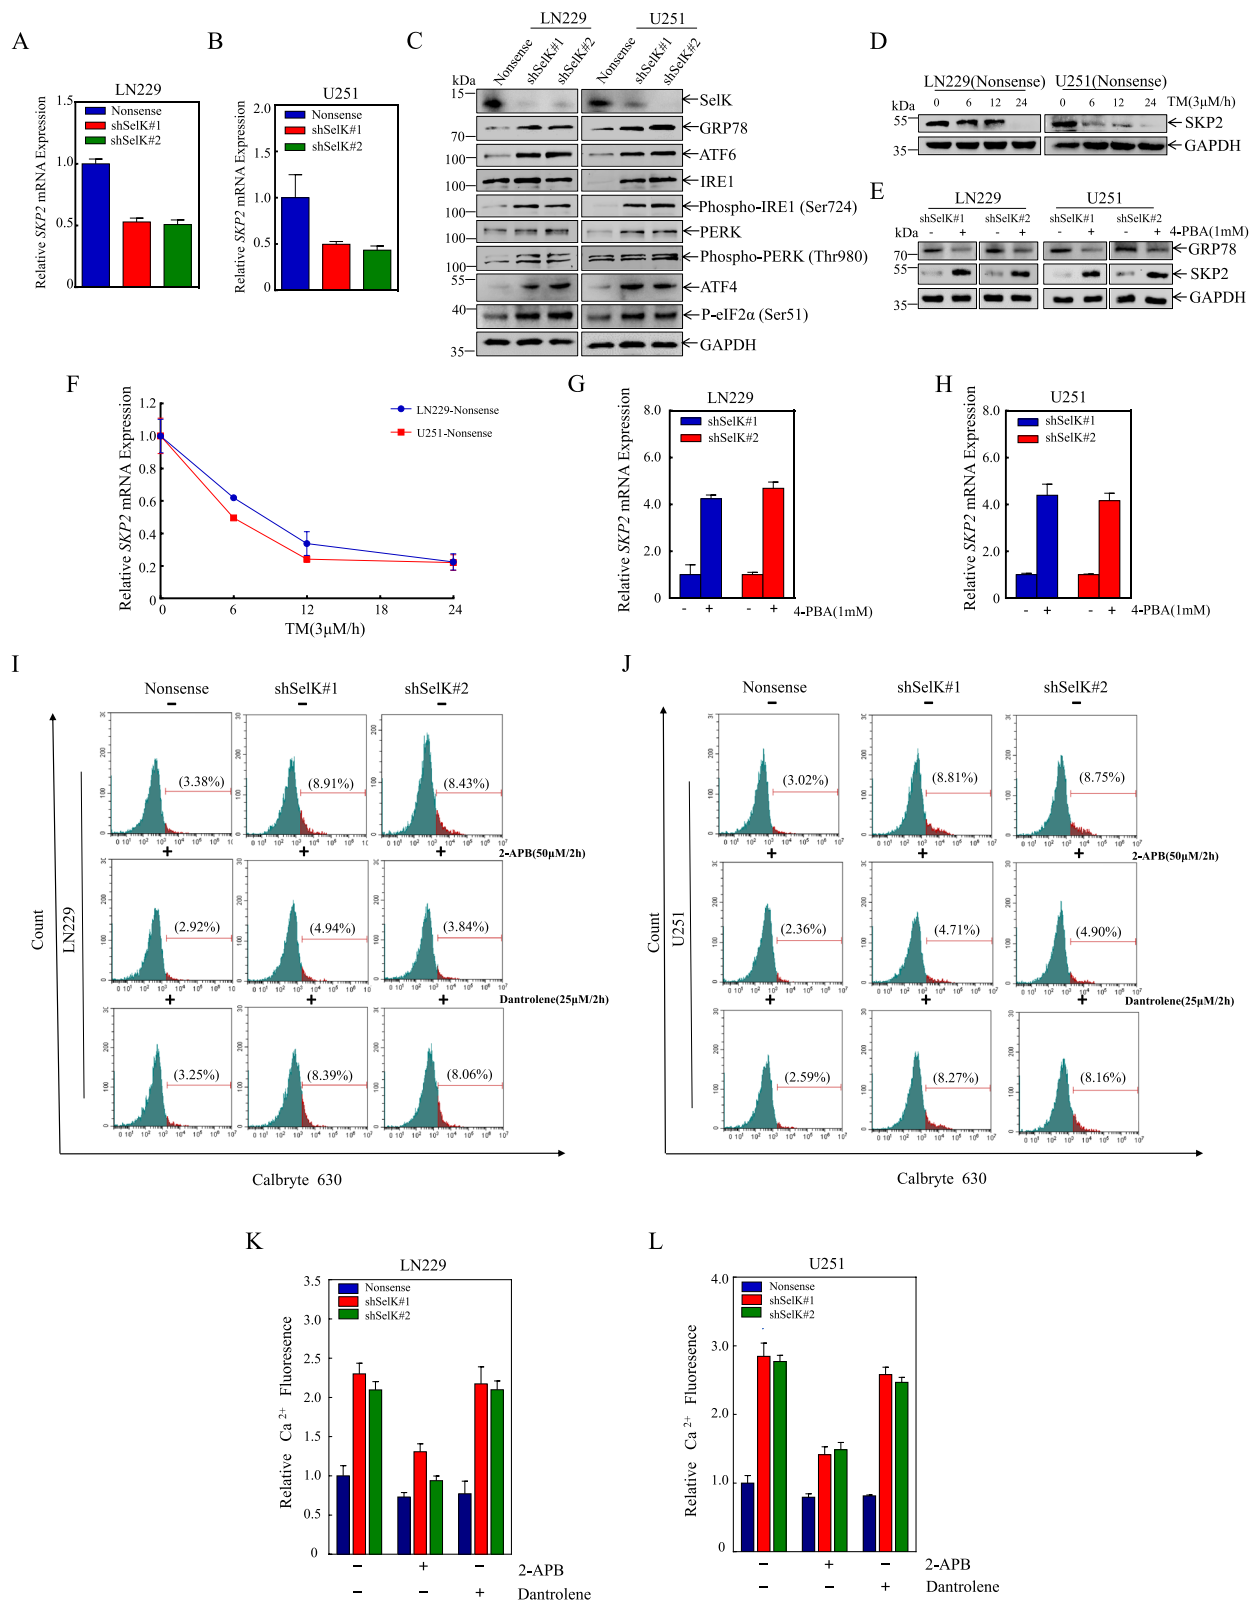 A
LN229
Relative SKP2 mRNA Expression
1.5
1.0
0.5
0
Nonsense
shSelK#1
shSelK#2
B
U251
Relative SKP2 mRNA Expression
2.0
1.5
1.0
0.5
0
Nonsense
shSelK#1
shSelK#2
C
LN229 U251
Nonsense shSelK#1 shSelK#2 Nonsense shSelK#1 shSelK#2
kDa
15 SelK
70 GRP78
100 ATF6
100 IRE1
100 Phospho-IRE1 (Ser724)
100 PERK
100 Phospho-PERK (Thr980)
55 ATF4
40 P-eIF2α (Ser51)
35 GAPDH
D
LN229(Nonsense) U251(Nonsense)
kDa 0 6 12 24 0 6 12 24 TM(3μM/h)
55 SKP2
35 GAPDH
E
LN229 U251
shSelK#1 shSelK#2 shSelK#1 shSelK#2
kDa - + - + - + - + 4-PBA(1mM)
70 GRP78
55 SKP2
35 GAPDH
F
Relative SKP2 mRNA Expression
1.2
1.0
0.8
0.6
0.4
0.2
0
0 6 12 18 24
TM(3μM/h)
LN229-Nonsense
U251-Nonsense
G
LN229
Relative SKP2 mRNA Expression
8.0
6.0
4.0
2.0
0
shSelK#1
shSelK#2
- + - + 4-PBA(1mM)
H
U251
Relative SKP2 mRNA Expression
8.0
6.0
4.0
2.0
0
shSelK#1
shSelK#2
- + - + 4-PBA(1mM)
I
Nonsense shSelK#1 shSelK#2
- - -
(3.38%) (8.91%) (8.43%)
+ + + 2-APB(50μM/2h)
(2.92%) (4.94%) (3.84%)
+ + + Dantrolene(25μM/2h)
(3.25%) (8.39%) (8.06%)
Count
LN229
Calbryte 630
J
Nonsense shSelK#1 shSelK#2
- - -
(3.02%) (8.81%) (8.75%)
+ + + 2-APB(50μM/2h)
(2.36%) (4.71%) (4.90%)
+ + + Dantrolene(25μM/2h)
(2.59%) (8.27%) (8.16%)
Count
U251
Calbryte 630
K
LN229
Relative Ca2+ Fluoresence
3.5
3.0
2.5
2.0
1.5
1.0
0.5
0
Nonsense
shSelK#1
shSelK#2
- + - 2-APB
- - + Dantrolene
L
U251
Relative Ca2+ Fluoresence
4.0
3.0
2.0
1.0
0
Nonsense
shSelK#1
shSelK#2
- + - 2-APB
- - + Dantrolene